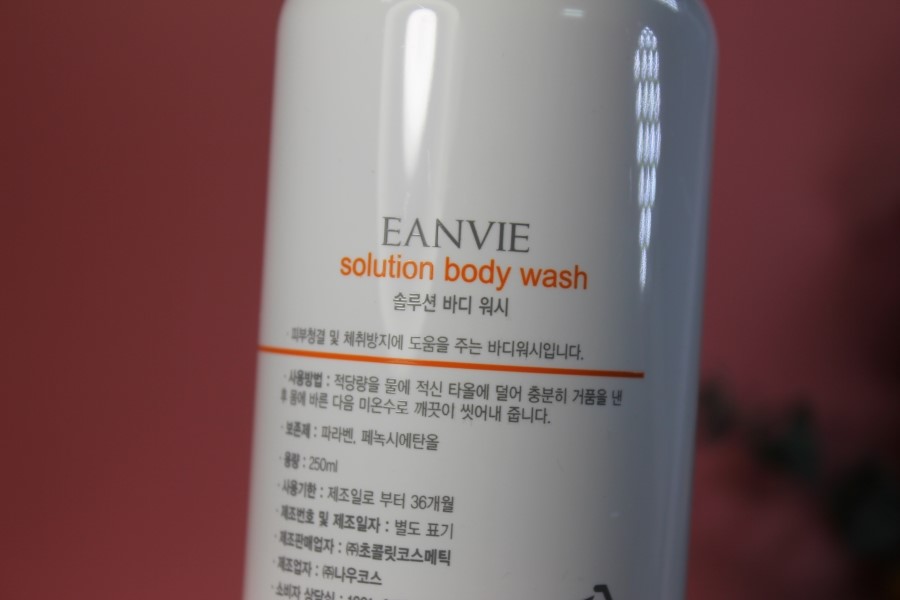 EANVIE
solution body wash
솔루션 바디 워시
· 피부청결 및 체취방지에 도움을 주는 바디워시입니다.
· 사용방법 : 적당량을 물에 적신 타올에 덜어 충분히 거품을 낸
후 몸에 바른 다음 미온수로 깨끗이 씻어내 줍니다.
· 보존제 : 파라벤, 페녹시에탄올
· 용량 : 250ml
· 사용기한 : 제조일로 부터 36개월
· 제조번호 및 제조일자 : 별도 표기
· 제조판매업자 : ㈜초콜릿코스메틱
· 제조업자 : ㈜나우코스
· 소비자 상담실 :